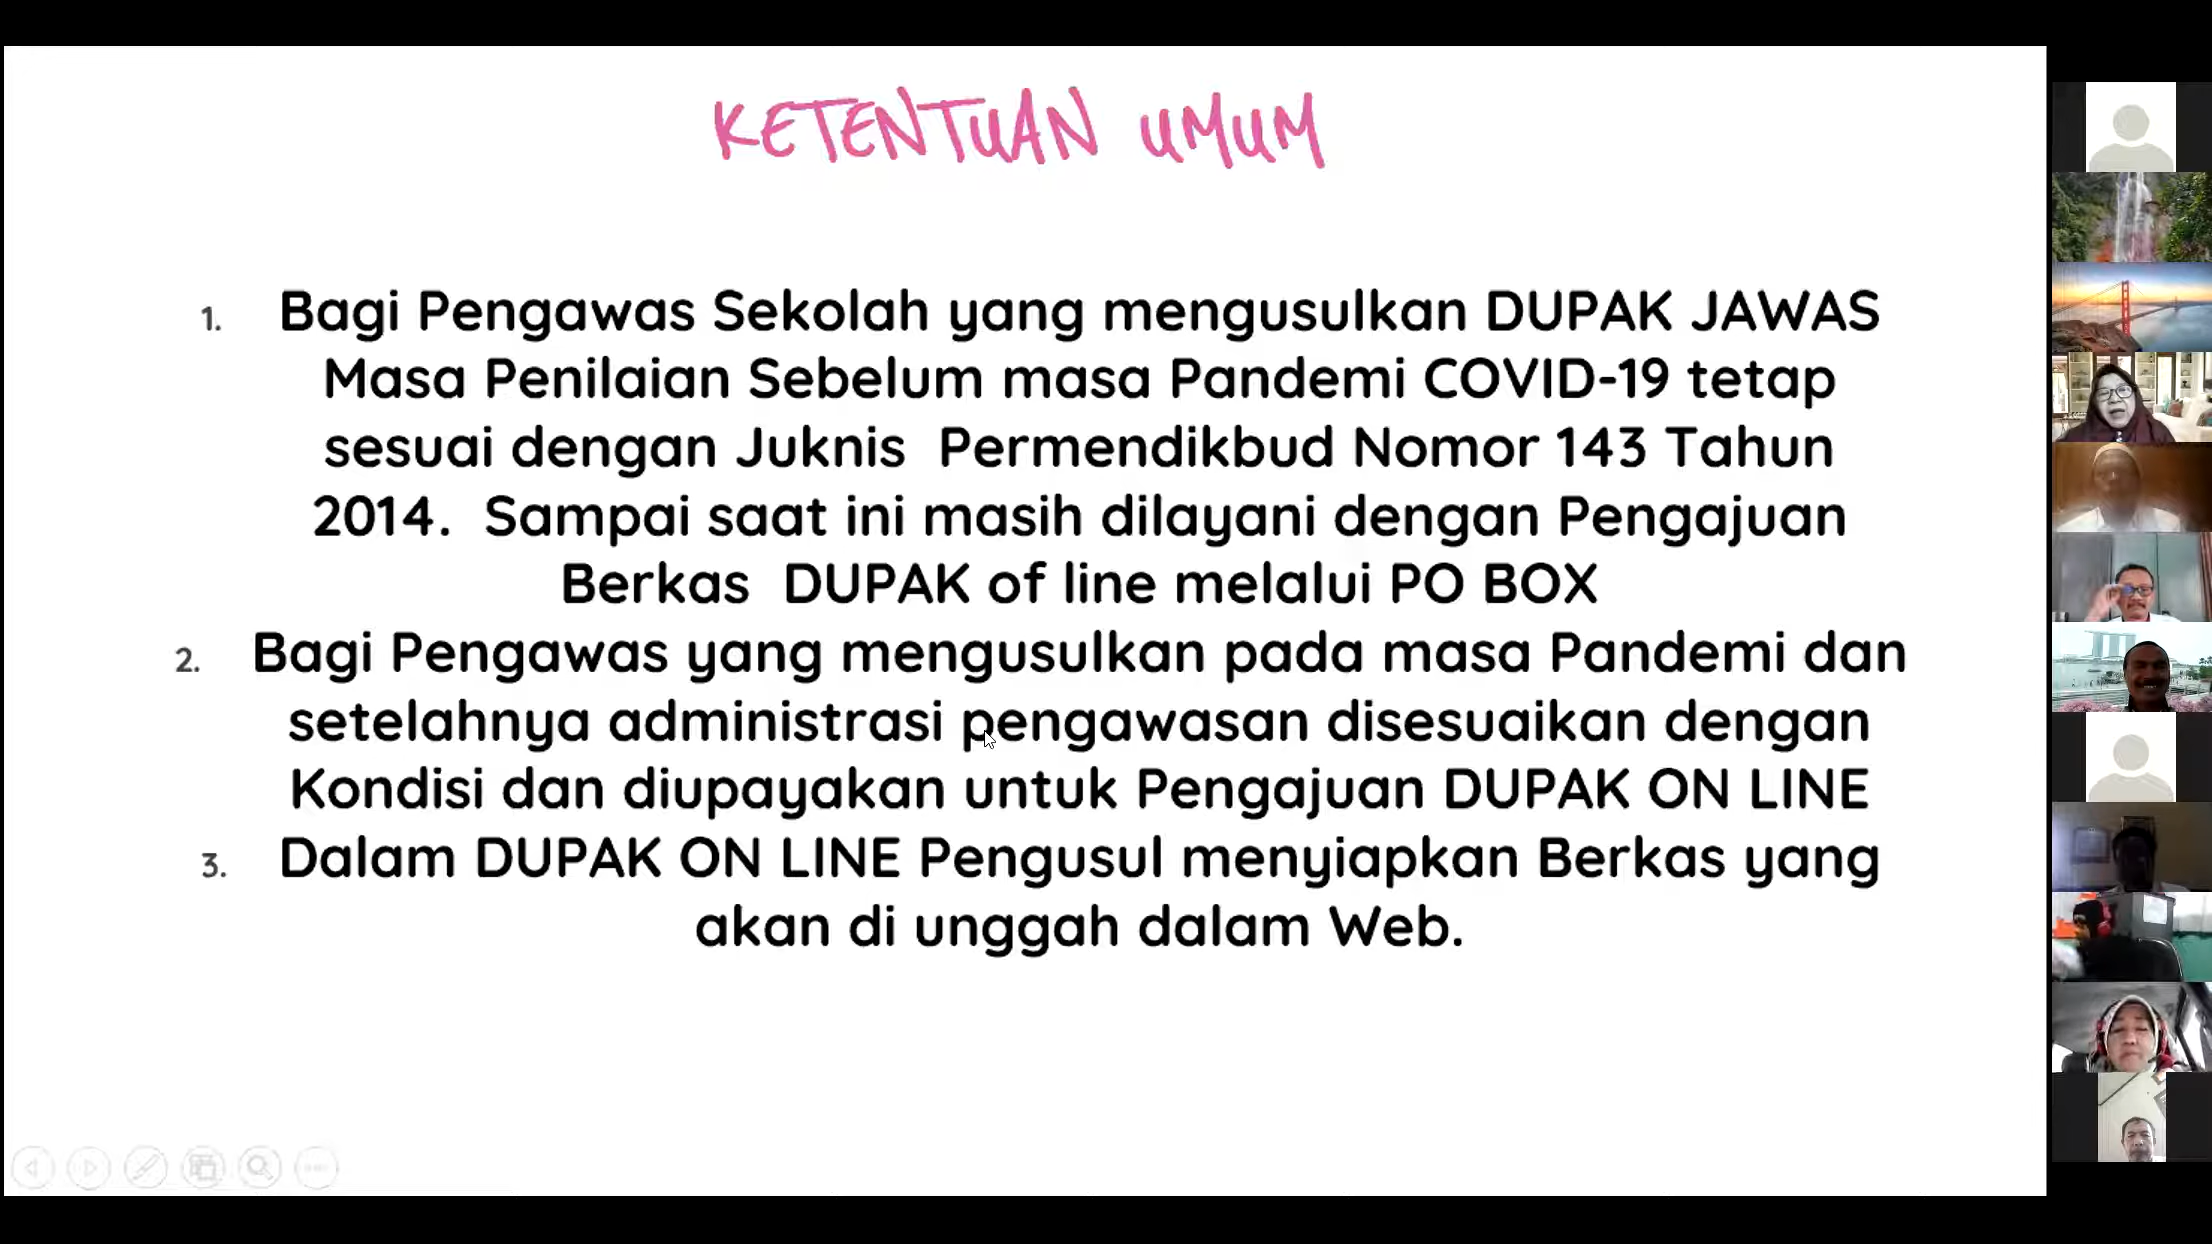 KETENTUAN UMUM
1. Bagi Pengawas Sekolah yang mengusulkan DUPAK JAWAS
Masa Penilaian Sebelum masa Pandemi COVID-19 tetap
sesuai dengan Juknis Permendikbud Nomor 143 Tahun
2014. Sampai saat ini masih dilayani dengan Pengajuan
Berkas DUPAK of line melalui PO BOX
2. Bagi Pengawas yang mengusulkan pada masa Pandemi dan
setelahnya administrasi pengawasan disesuaikan dengan
Kondisi dan diupayakan untuk Pengajuan DUPAK ON LINE
3. Dalam DUPAK ON LINE Pengusul menyiapkan Berkas yang
akan di unggah dalam Web.